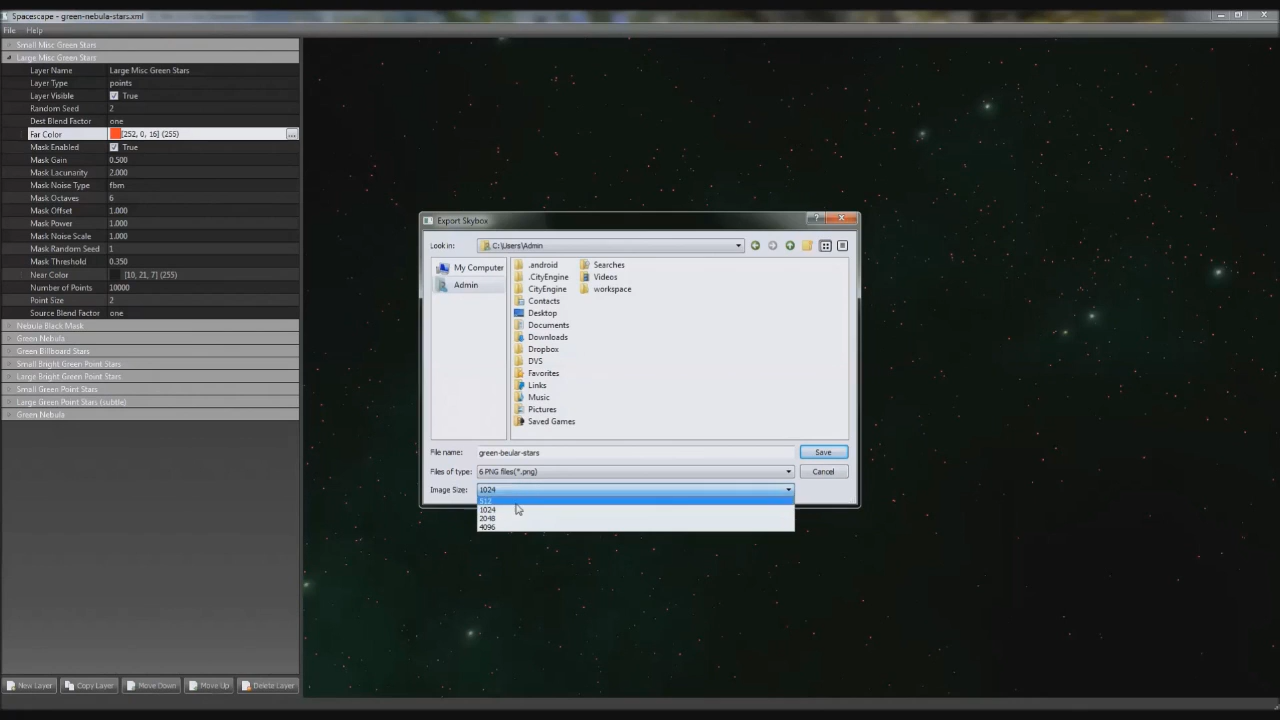 Spacescape - green-nebula-stars.xml
File Help
Small Misc Green Stars
Large Misc Green Stars
Layer Name Large Misc Green Stars
Layer Type points
Layer Visible True
Random Seed 2
Dest Blend Factor one
Far Color [252, 0, 16] (255) ...
Mask Enabled True
Mask Gain 0.500
Mask Lacunarity 2.000
Mask Noise Type fbm
Mask Octaves 6
Mask Offset 1.000
Mask Power 1.000
Mask Noise Scale 1.000
Mask Random Seed 1
Mask Threshold 0.350
Near Color [10, 21, 7] (255)
Number of Points 10000
Point Size 2
Source Blend Factor one
Nebula Black Mask
Green Nebula
Green Billboard Stars
Small Bright Green Point Stars
Large Bright Green Point Stars
Small Green Point Stars
Large Green Point Stars (subtle)
Green Nebula
New Layer Copy Layer Move Down Move Up Delete Layer
Export Skybox
Look in: C:\Users\Admin
My Computer
Admin
.android
.CityEngine
CityEngine
Contacts
Desktop
Documents
Downloads
Dropbox
DVS
Favorites
Links
Music
Pictures
Saved Games
Searches
Videos
workspace
File name: green-beular-stars Save
Files of type: 6 PNG files(*.png) Cancel
Image Size: 1024
512
1024
2048
4096